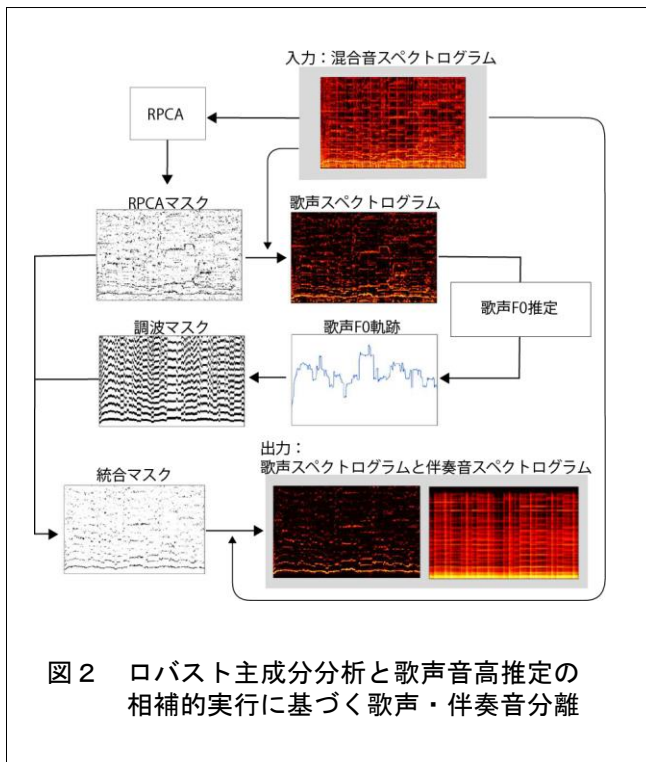 入力：混合音スペクトログラム
RPCA
RPCAマスク
歌声スペクトログラム
歌声F0推定
調波マスク
歌声F0軌跡
統合マスク
出力：
歌声スペクトログラムと伴奏音スペクトログラム
図２　ロバスト主成分分析と歌声音高推定の
相補的実行に基づく歌声・伴奏音分離